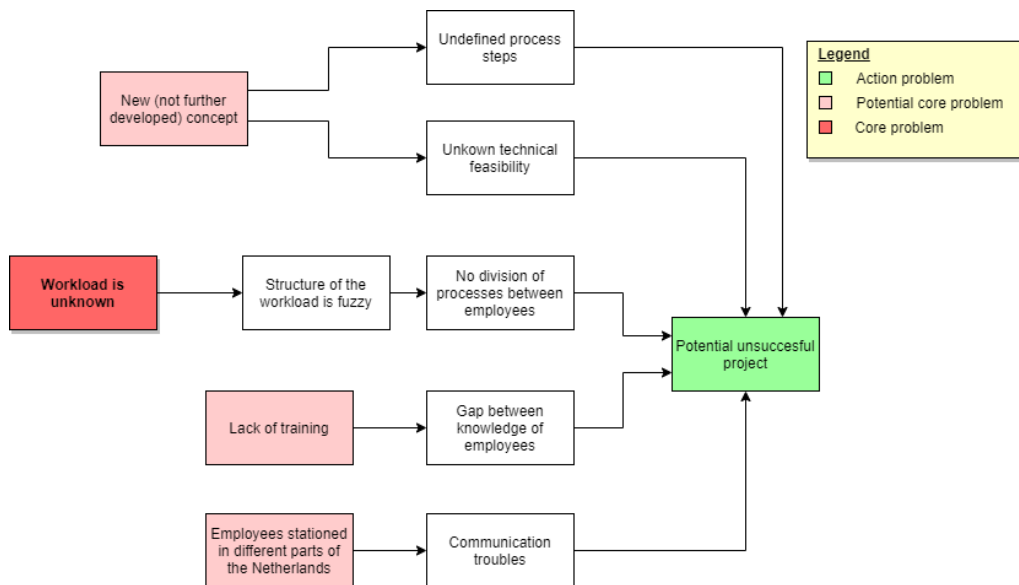 Undefined process
steps
Legend
Action problem
Potential core problem
Core problem
New (not further
developed) concept
Unkown technical
feasibility
Workload is
unknown
Structure of the
workload is fuzzy
No division of
processes between
employees
Potential unsuccesful
project
Lack of training
Gap between
knowledge of
employees
Employees stationed
in different parts of
the Netherlands
Communication
troubles